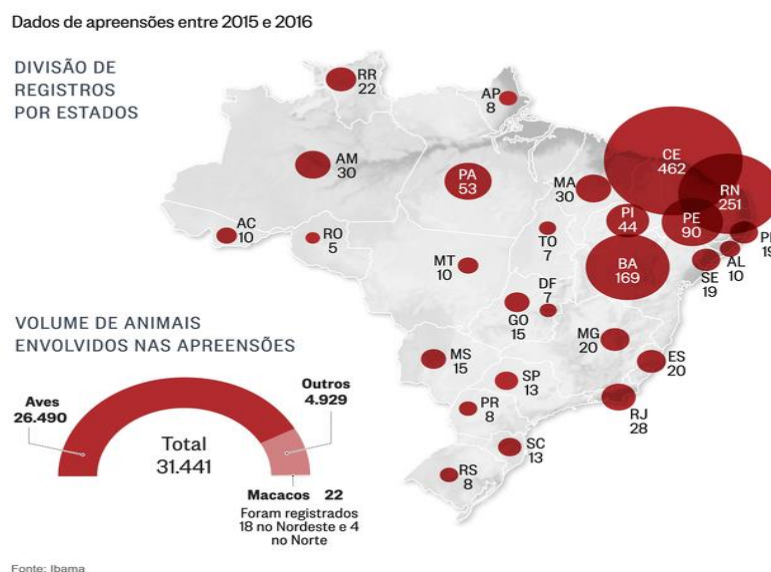 Dados de apreensões entre 2015 e 2016
DIVISÃO DE
REGISTROS
POR ESTADOS
RR
22
AP
8
AM
30
PA
53
MA
30
CE
462
RN
251
PI
44
PE
90
19
AC
10
RO
5
TO
7
MT
10
BA
169
AL
10
SE
19
DF
7
GO
15
MG
20
ES
20
MS
15
SP
13
RJ
28
PR
8
SC
13
RS
8
VOLUME DE ANIMAIS
ENVOLVIDOS NAS APREENSÕES
Aves
26.490
Outros
4.929
Total
31.441
Macacos 22
Foram registrados
18 no Nordeste e 4
no Norte
Fonte: Ibama